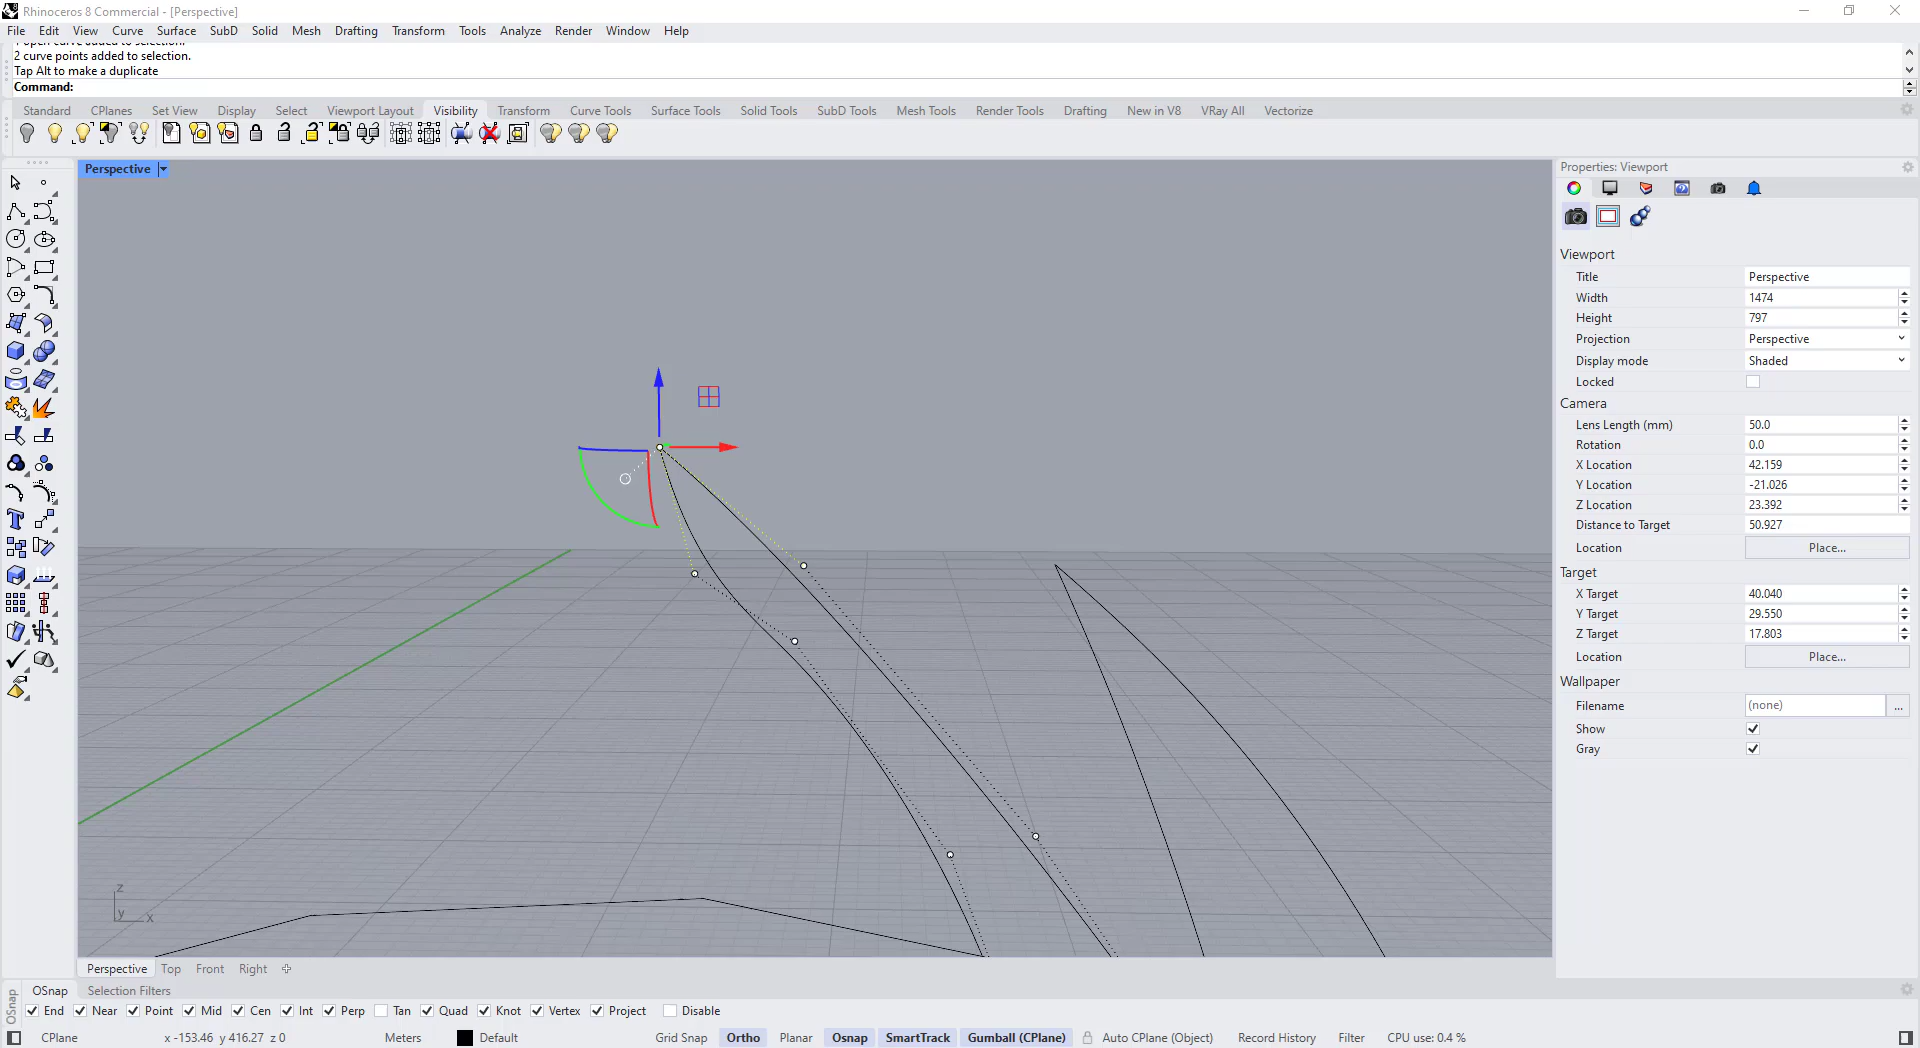 Rhinoceros 8 Commercial - [Perspective]
File Edit View Curve Surface SubD Solid Mesh Drafting Transform Tools Analyze Render Window Help
1 open curve added to selection.
2 curve points added to selection.
Tap Alt to make a duplicate
Command:
Standard CPlanes Set View Display Select Viewport Layout Visibility Transform Curve Tools Surface Tools Solid Tools SubD Tools Mesh Tools Render Tools Drafting New in V8 VRay All Vectorize
Perspective
Properties: Viewport
Viewport
Title Perspective
Width 1474
Height 797
Projection Perspective
Display mode Shaded
Locked
Camera
Lens Length (mm) 50.0
Rotation 0.0
X Location 42.159
Y Location -21.026
Z Location 23.392
Distance to Target 50.927
Location Place...
Target
X Target 40.040
Y Target 29.550
Z Target 17.803
Location Place...
Wallpaper
Filename (none) ...
Show
Gray
z
y x
Perspective Top Front Right
OSnap Selection Filters
OSnap
End Near Point Mid Cen Int Perp Tan Quad Knot Vertex Project Disable
CPlane x -153.46 y 416.27 z 0 Meters Default Grid Snap Ortho Planar Osnap SmartTrack Gumball (CPlane) Auto CPlane (Object) Record History Filter CPU use: 0.4 %